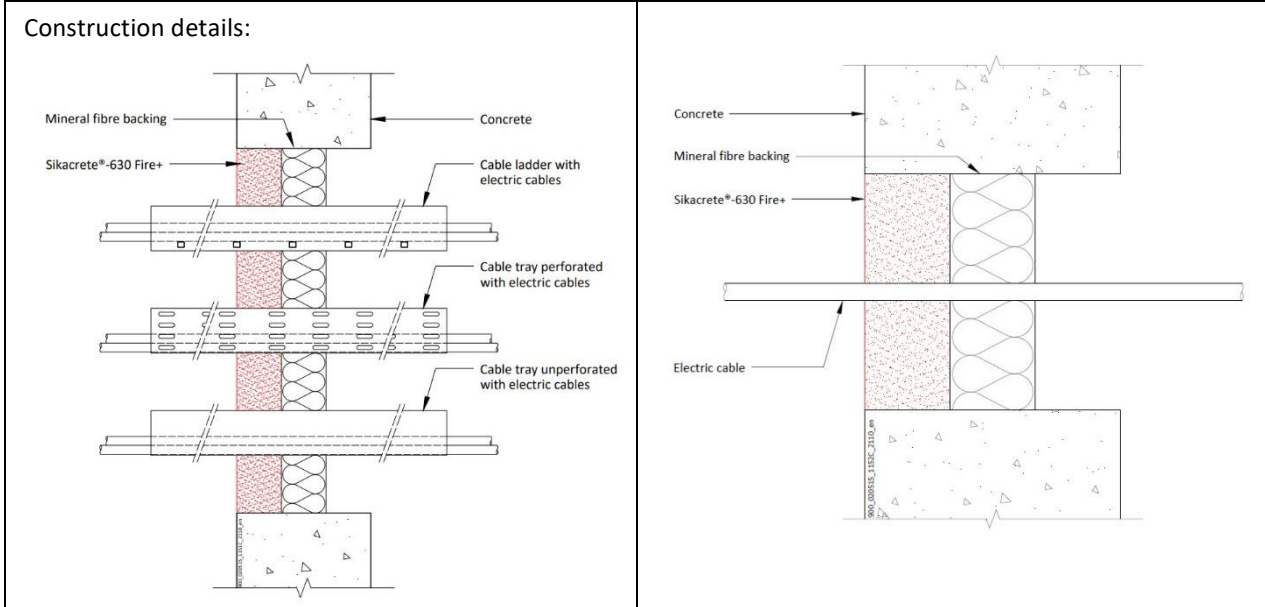 Construction details:
Mineral fibre backing
Concrete
Sikacrete®-630 Fire+
Cable ladder with
electric cables
Cable tray perforated
with electric cables
Cable tray unperforated
with electric cables
Concrete
Mineral fibre backing
Sikacrete®-630 Fire+
Electric cable